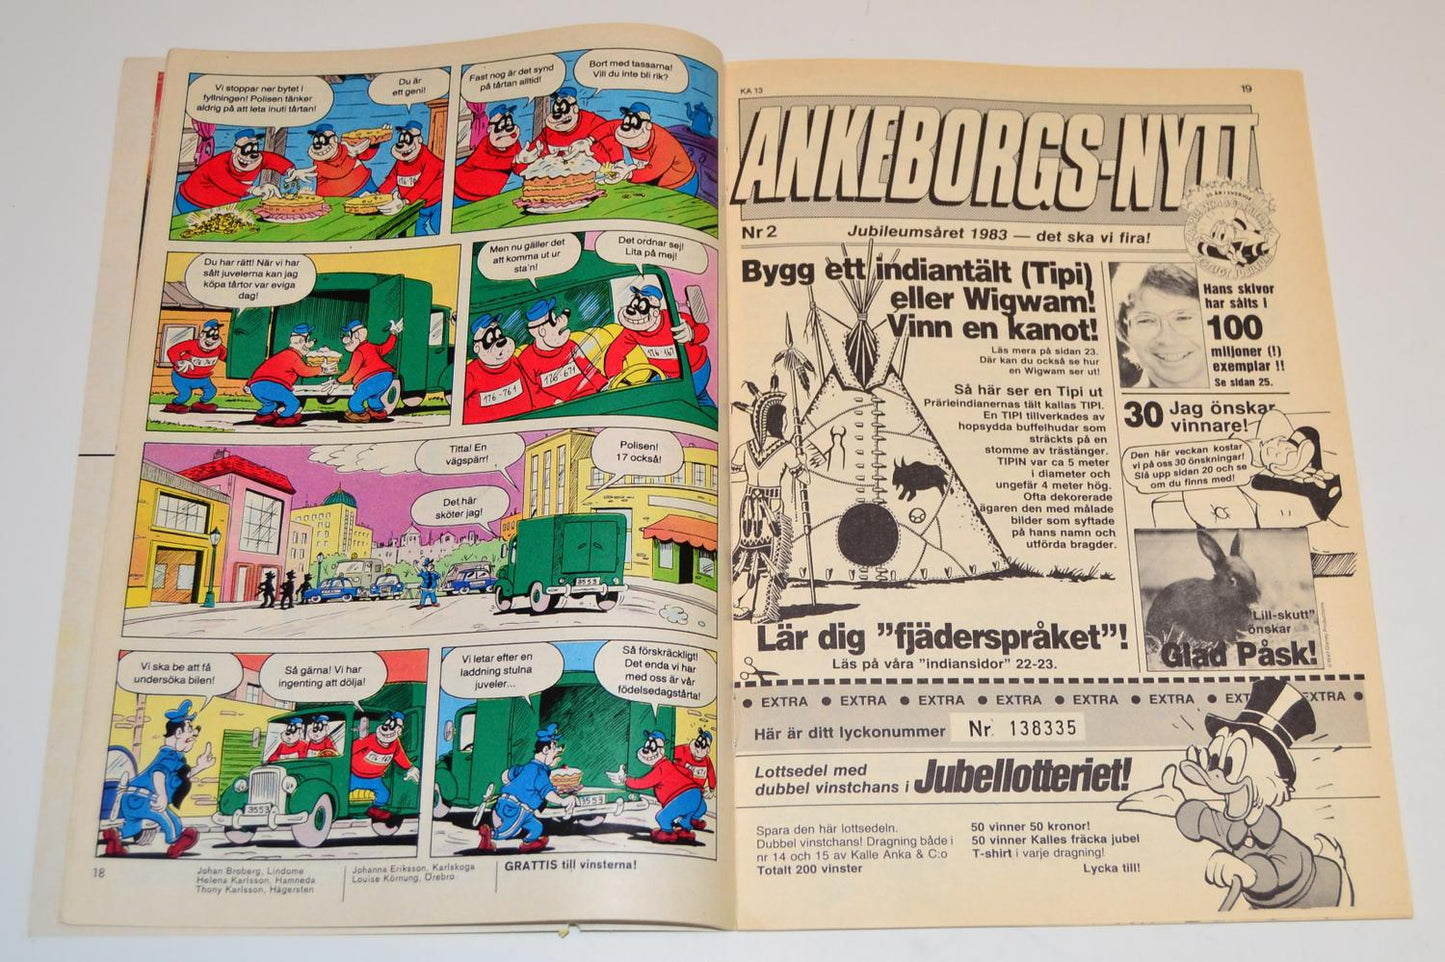 Vi stoppar ner bytet i
fyllningen! Polisen tänker
aldrig på att leta inuti tårtan!
Du är
ett geni!
Fast nog är det synd
på tårtan alltid!
Bort med tassarna!
Vill du inte bli rik?
Du har rätt! När vi har
sålt juvelerna kan jag
köpa tårtor var eviga
dag!
Men nu gäller det
att komma ut ur
sta'n!
Det ordnar sej!
Lita på mej!
176-761
176-671
176-167
Titta! En
vägspärr!
Polisen!
17 också!
Det här
sköter jag!
3553
Vi ska be att få
undersöka bilen!
Så gärna! Vi har
ingenting att dölja!
3553
Vi letar efter en
laddning stulna
juveler...
Så förskräckligt!
Det enda vi har
med oss är vår
födelsedagstårta!
3553
18
Johan Broberg, Lindome
Helena Karlsson, Hamneda
Thony Karlsson, Hägersten
Johanna Eriksson, Karlskoga
Louise Körnung, Örebro
GRATTIS till vinsterna!
KA 13
19
ANKEBORGS-NYTT
Nr 2
Jubileumsåret 1983 — det ska vi fira!
Bygg ett indiantält (Tipi)
eller Wigwam!
Vinn en kanot!
Läs mera på sidan 23.
Där kan du också se hur
en Wigwam ser ut!
Så här ser en Tipi ut
Prärieindianernas tält kallas TIPI.
En TIPI tillverkades av
hopsydda buffelhudar som
sträckts på en
stomme av trästänger.
TIPIN var ca 5 meter
i diameter och
ungefär 4 meter hög.
Ofta dekorerade
ägaren den med målade
bilder som syftade
på hans namn och
utförda bragder.
Lär dig "fjäderspråket"!
Läs på våra "indiansidor" 22-23.
Hans skivor
har sålts i
100
miljoner (!)
exemplar !!
Se sidan 25.
30 Jag önskar
vinnare!
Den här veckan kostar
vi på oss 30 önskningar!
Slå upp sidan 20 och se
om du finns med!
"Lill-skutt"
önskar
Glad Påsk!
EXTRA ● EXTRA ● EXTRA ● EXTRA ● EXTRA ● EXTRA ● EXT EXTRA
Här är ditt lyckonummer Nr 138335
Lottsedel med
dubbel vinstchans i Jubellotteriet!
Spara den här lottsedeln.
Dubbel vinstchans! Dragning både i
nr 14 och 15 av Kalle Anka & C:o
Totalt 200 vinster
50 vinner 50 kronor!
50 vinner Kalles fräcka jubel
T-shirt i varje dragning!
Lycka till!